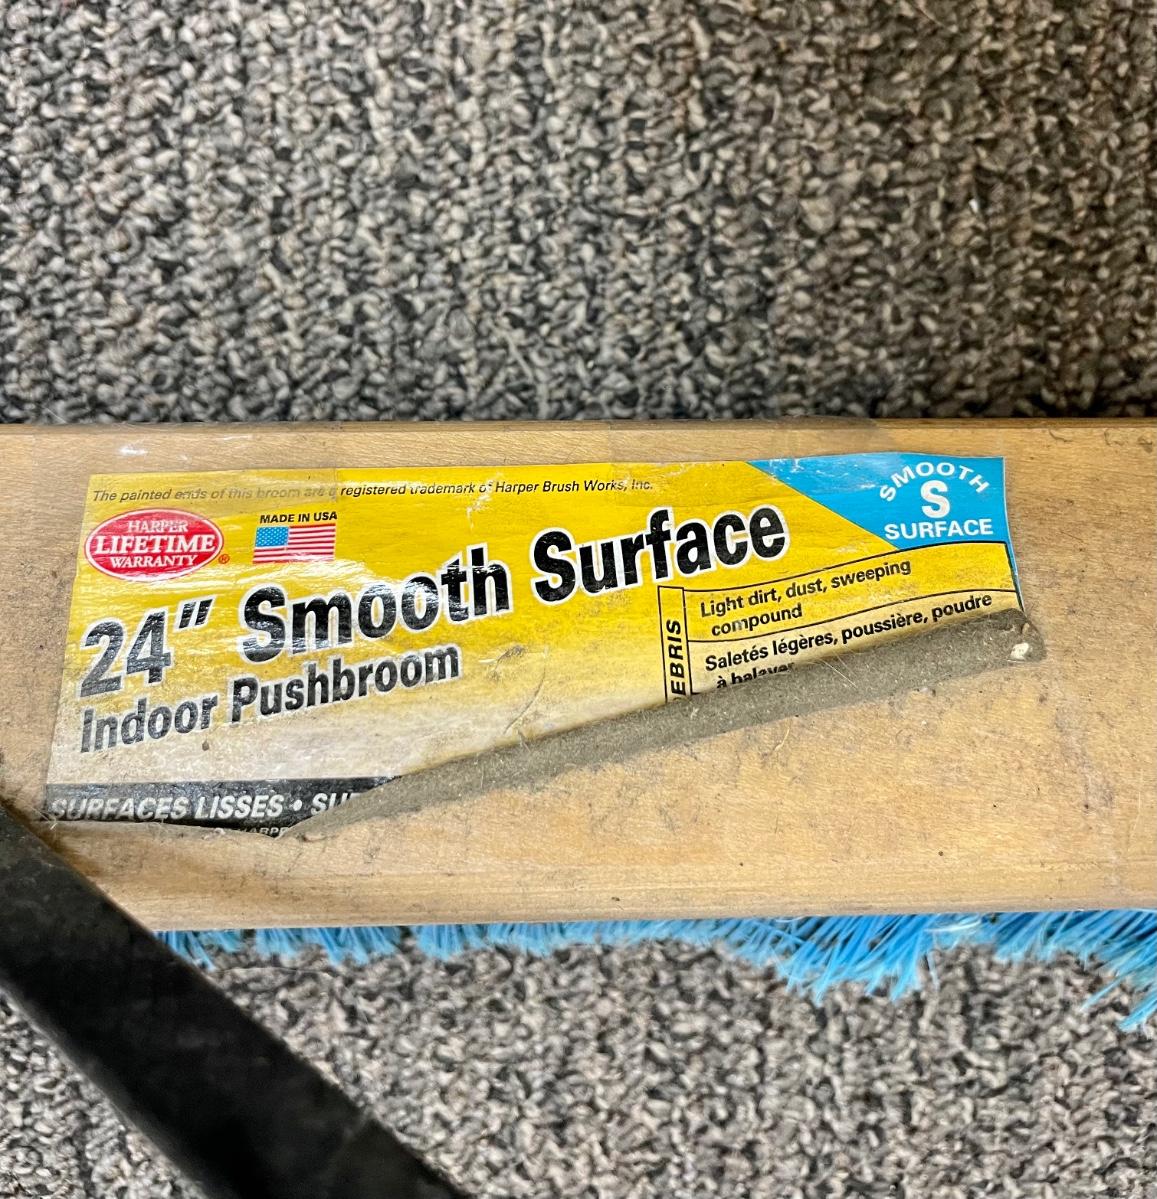 The painted ends of this broom are a registered trademark of Harper Brush Works, Inc.
SMOOTH
S
SURFACE
HARPER
LIFETIME
WARRANTY
®
MADE IN USA
24" Smooth Surface
Indoor Pushbroom
EBRIS
Light dirt, dust, sweeping
compound
Saletés légères, poussière, poudre
à balayer
SURFACES LISSES •